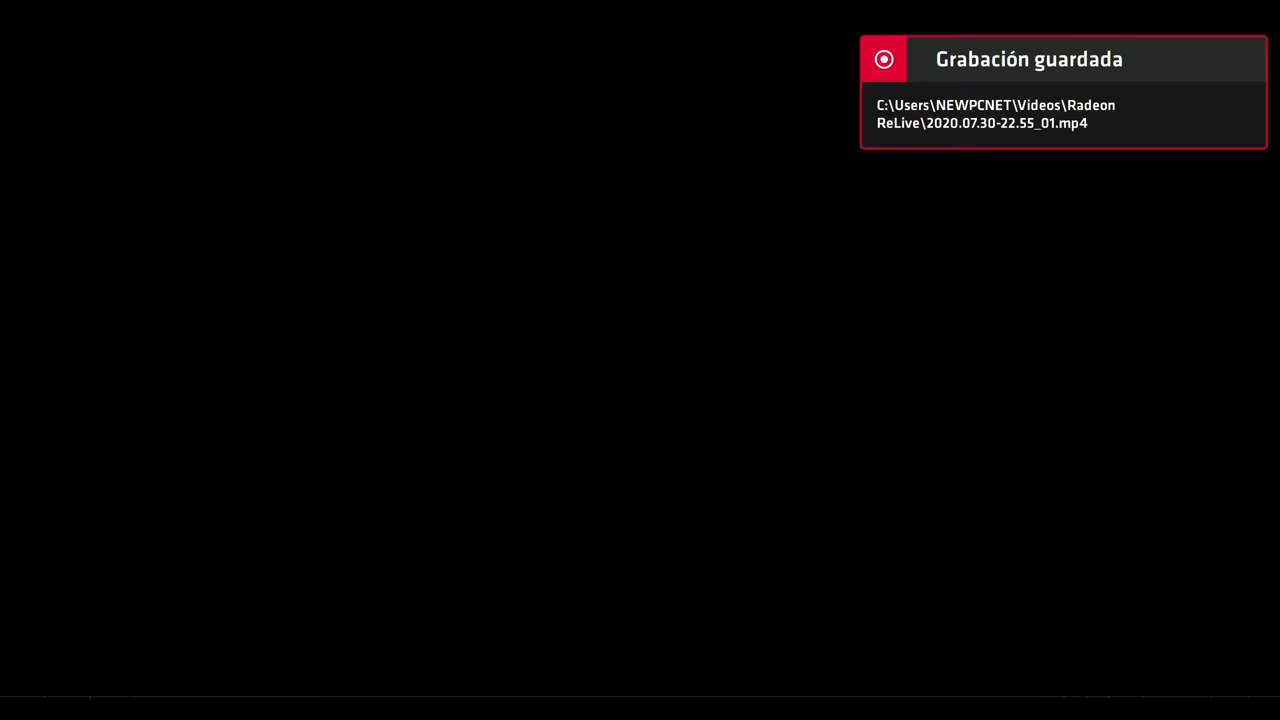 Grabación guardada
C:\Users\NEWPCNET\Videos\Radeon
ReLive\2020.07.30-22.55_01.mp4